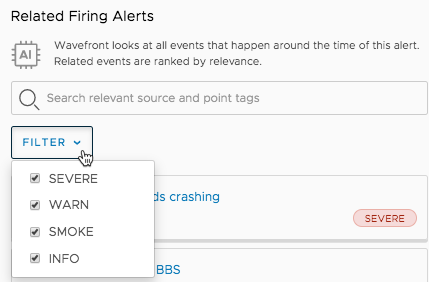 Related Firing Alerts
AI
Wavefront looks at all events that happen around the time of this alert.
Related events are ranked by relevance.
Search relevant source and point tags
FILTER
SEVERE
WARN
SMOKE
INFO
crashing
SEVERE
BBS